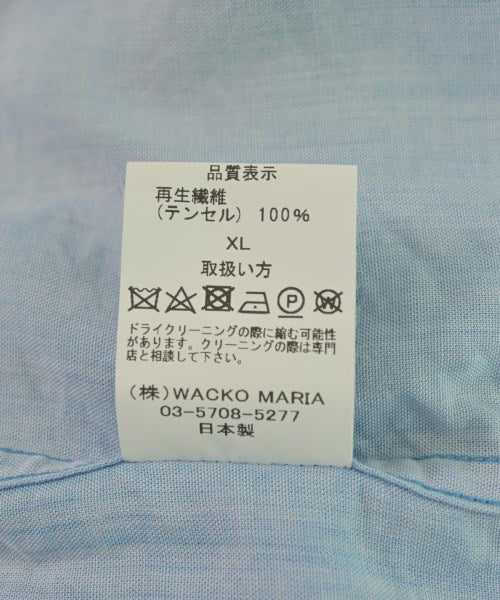 品質表示
再生繊維
(テンセル) 100%
XL
取扱い方
P W
ドライクリーニングの際に縮む可能性
があります。クリーニングの際は専門
店と相談して下さい。
(株)WACKO MARIA
03-5708-5277
日本製